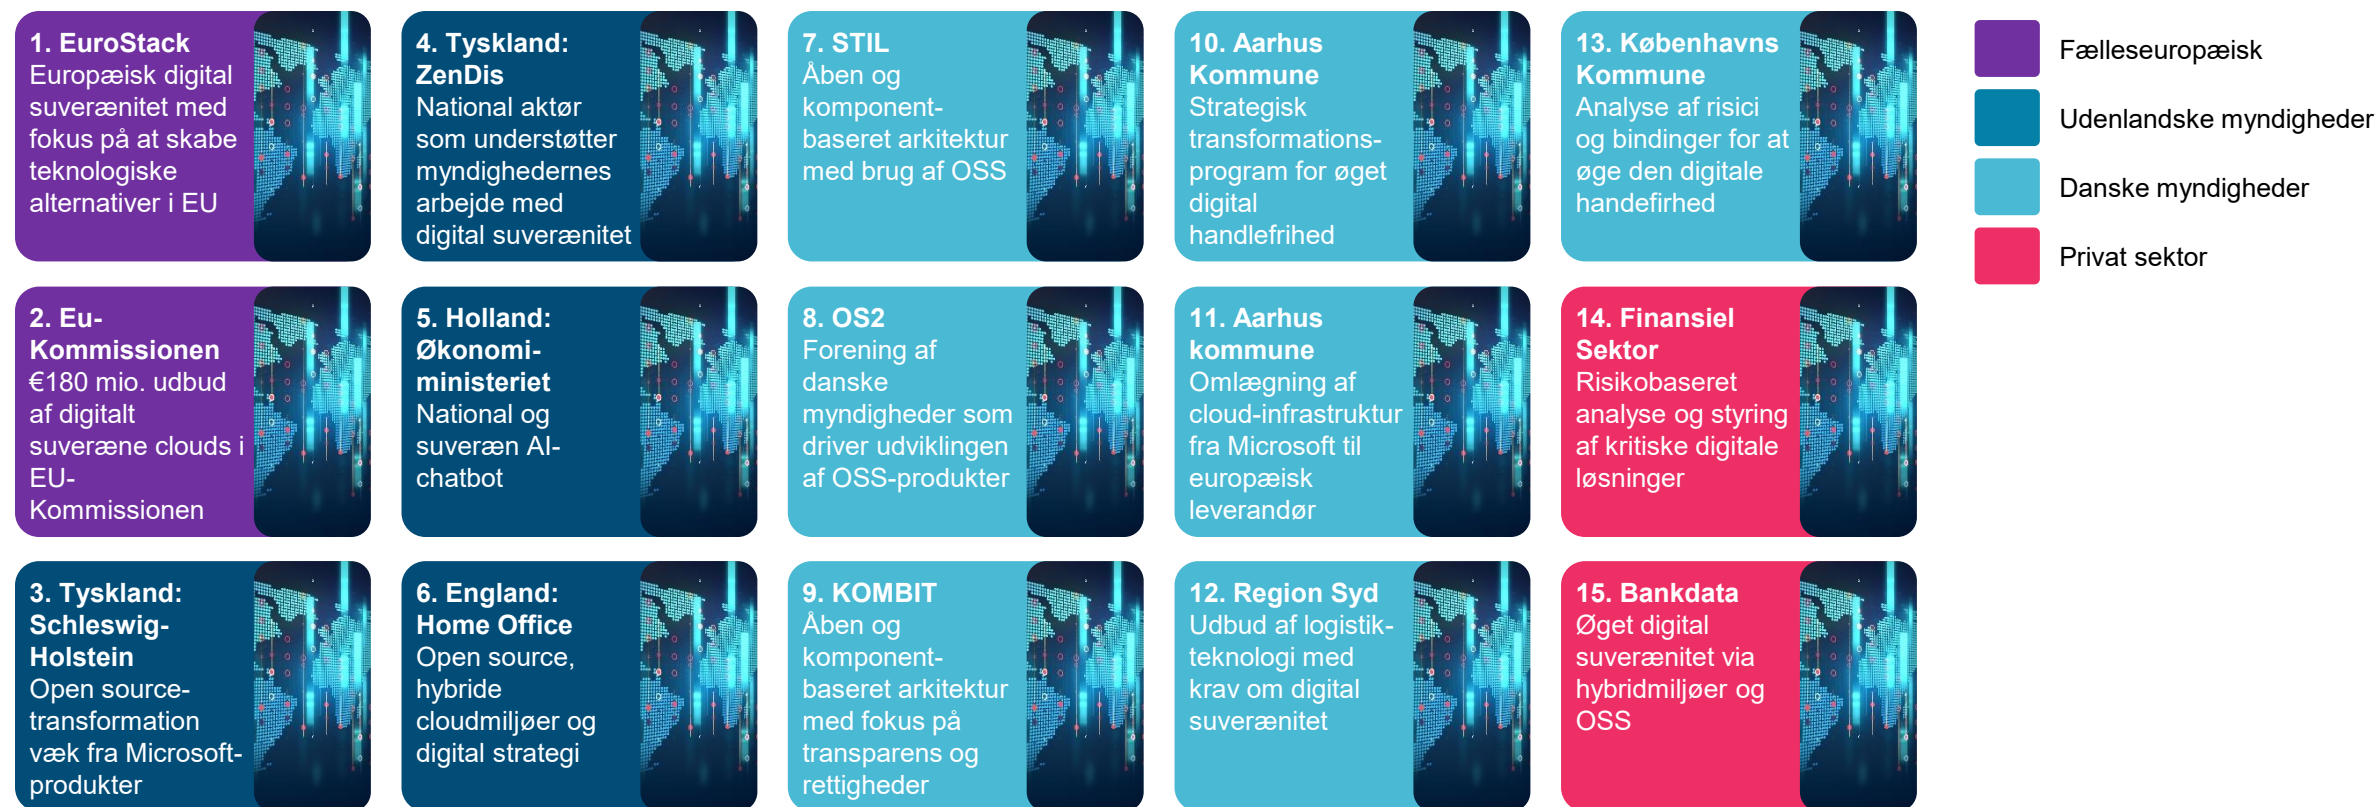 1. EuroStack
Europæisk digital
suverænitet med
fokus på at skabe
teknologiske
alternativer i EU
2. Eu-
Kommissionen
€180 mio. udbud
af digitalt
suveræne clouds i
EU-
Kommissionen
3. Tyskland:
Schleswig-
Holstein
Open source-
transformation
væk fra Microsoft-
produkter
4. Tyskland:
ZenDis
National aktør
som understøtter
myndighedernes
arbejde med
digital suverænitet
5. Holland:
Økonomi-
ministeriet
National og
suveræn AI-
chatbot
6. England:
Home Office
Open source,
hybride
cloudmiljøer og
digital strategi
7. STIL
Åben og
komponent-
baseret arkitektur
med brug af OSS
8. OS2
Forening af
danske
myndigheder som
driver udviklingen
af OSS-produkter
9. KOMBIT
Åben og
komponent-
baseret arkitektur
med fokus på
transparens og
rettigheder
10. Aarhus
Kommune
Strategisk
transformations-
program for øget
digital
handlefrihed
11. Aarhus
kommune
Omlægning af
cloud-infrastruktur
fra Microsoft til
europæisk
leverandør
12. Region Syd
Udbud af logistik-
teknologi med
krav om digital
suverænitet
13. Københavns
Kommune
Analyse af risici
og bindinger for at
øge den digitale
handefirhed
14. Finansiel
Sektor
Risikobaseret
analyse og styring
af kritiske digitale
løsninger
15. Bankdata
Øget digital
suverænitet via
hybridmiljøer og
OSS
Fælleseuropæisk
Udenlandske myndigheder
Danske myndigheder
Privat sektor